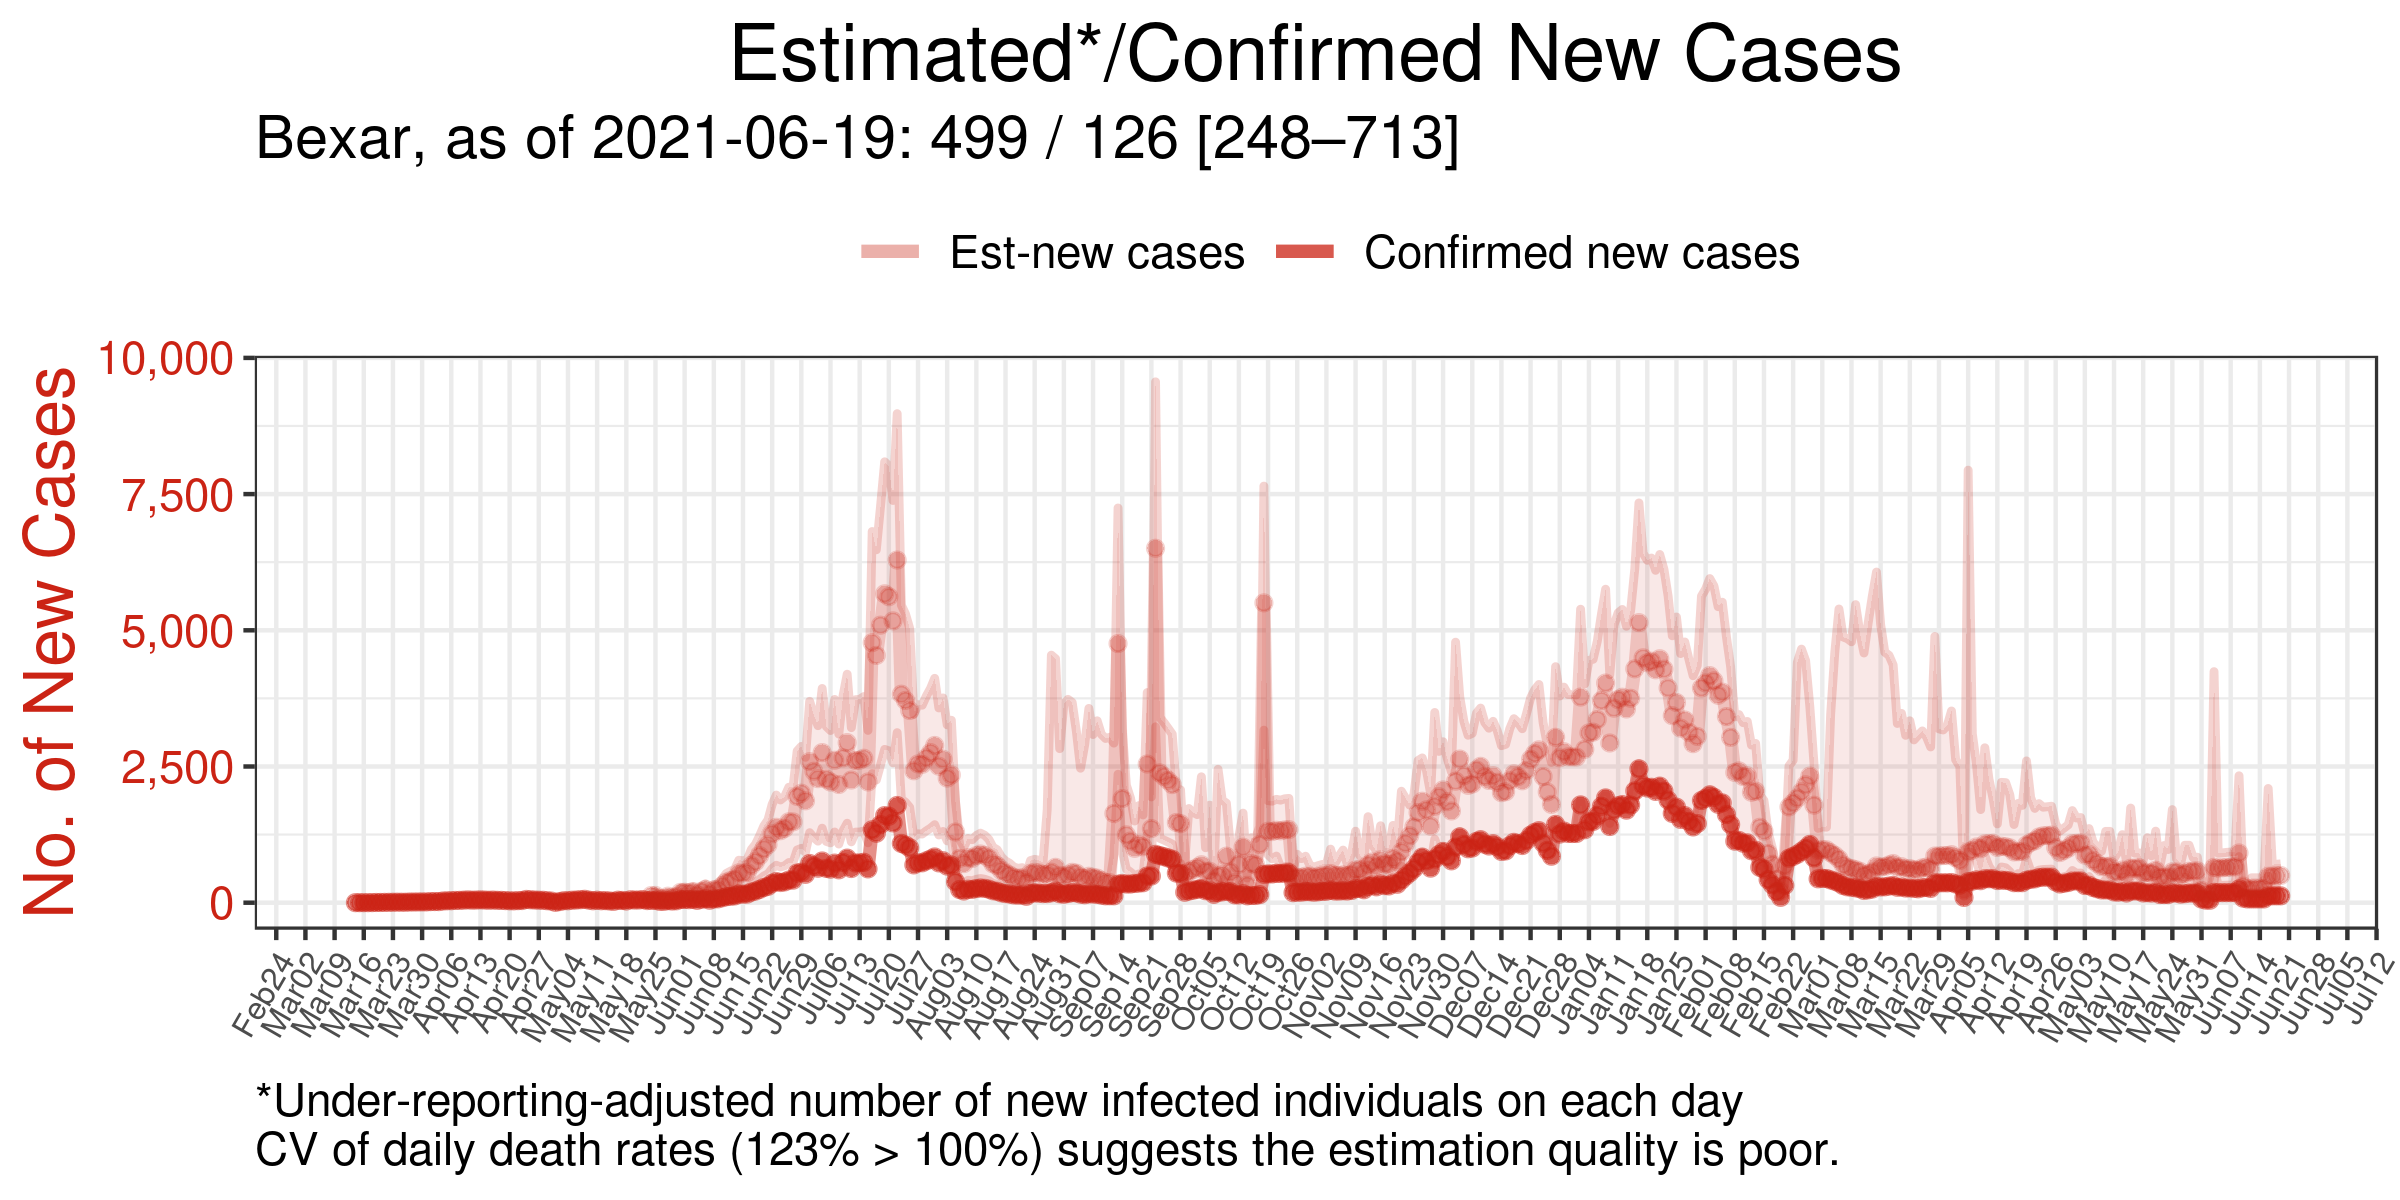 Estimated*/Confirmed New Cases
Bexar, as of 2021-06-19: 499 / 126 [248–713]
Est-new cases
Confirmed new cases
No. of New Cases
10,000
7,500
5,000
2,500
0
Feb24
Mar02
Mar09
Mar16
Mar23
Mar30
Apr06
Apr13
Apr20
Apr27
May04
May11
May18
May25
Jun01
Jun08
Jun15
Jun22
Jun29
Jul06
Jul13
Jul20
Jul27
Aug03
Aug10
Aug17
Aug24
Aug31
Sep07
Sep14
Sep21
Sep28
Oct05
Oct12
Oct19
Oct26
Nov02
Nov09
Nov16
Nov23
Nov30
Dec07
Dec14
Dec21
Dec28
Jan04
Jan11
Jan18
Jan25
Feb01
Feb08
Feb15
Feb22
Mar01
Mar08
Mar15
Mar22
Mar29
Apr05
Apr12
Apr19
Apr26
May03
May10
May17
May24
May31
Jun07
Jun14
Jun21
Jun28
Jul05
Jul12
*Under-reporting-adjusted number of new infected individuals on each day
CV of daily death rates (123% > 100%) suggests the estimation quality is poor.